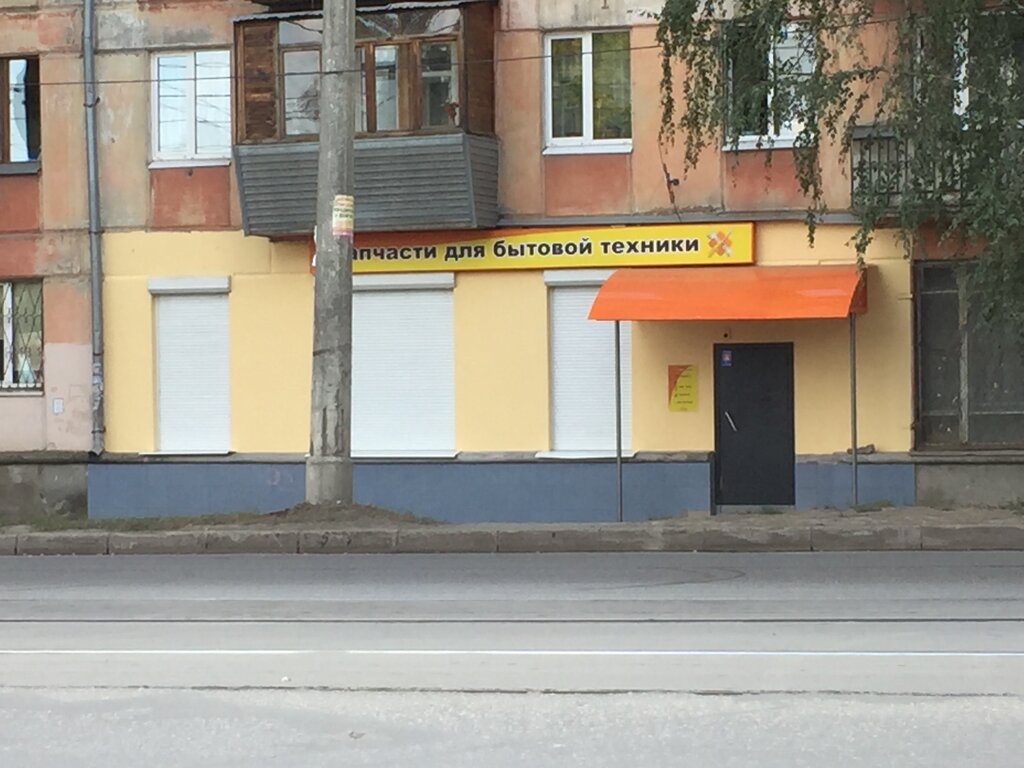 апчасти для бытовой техники